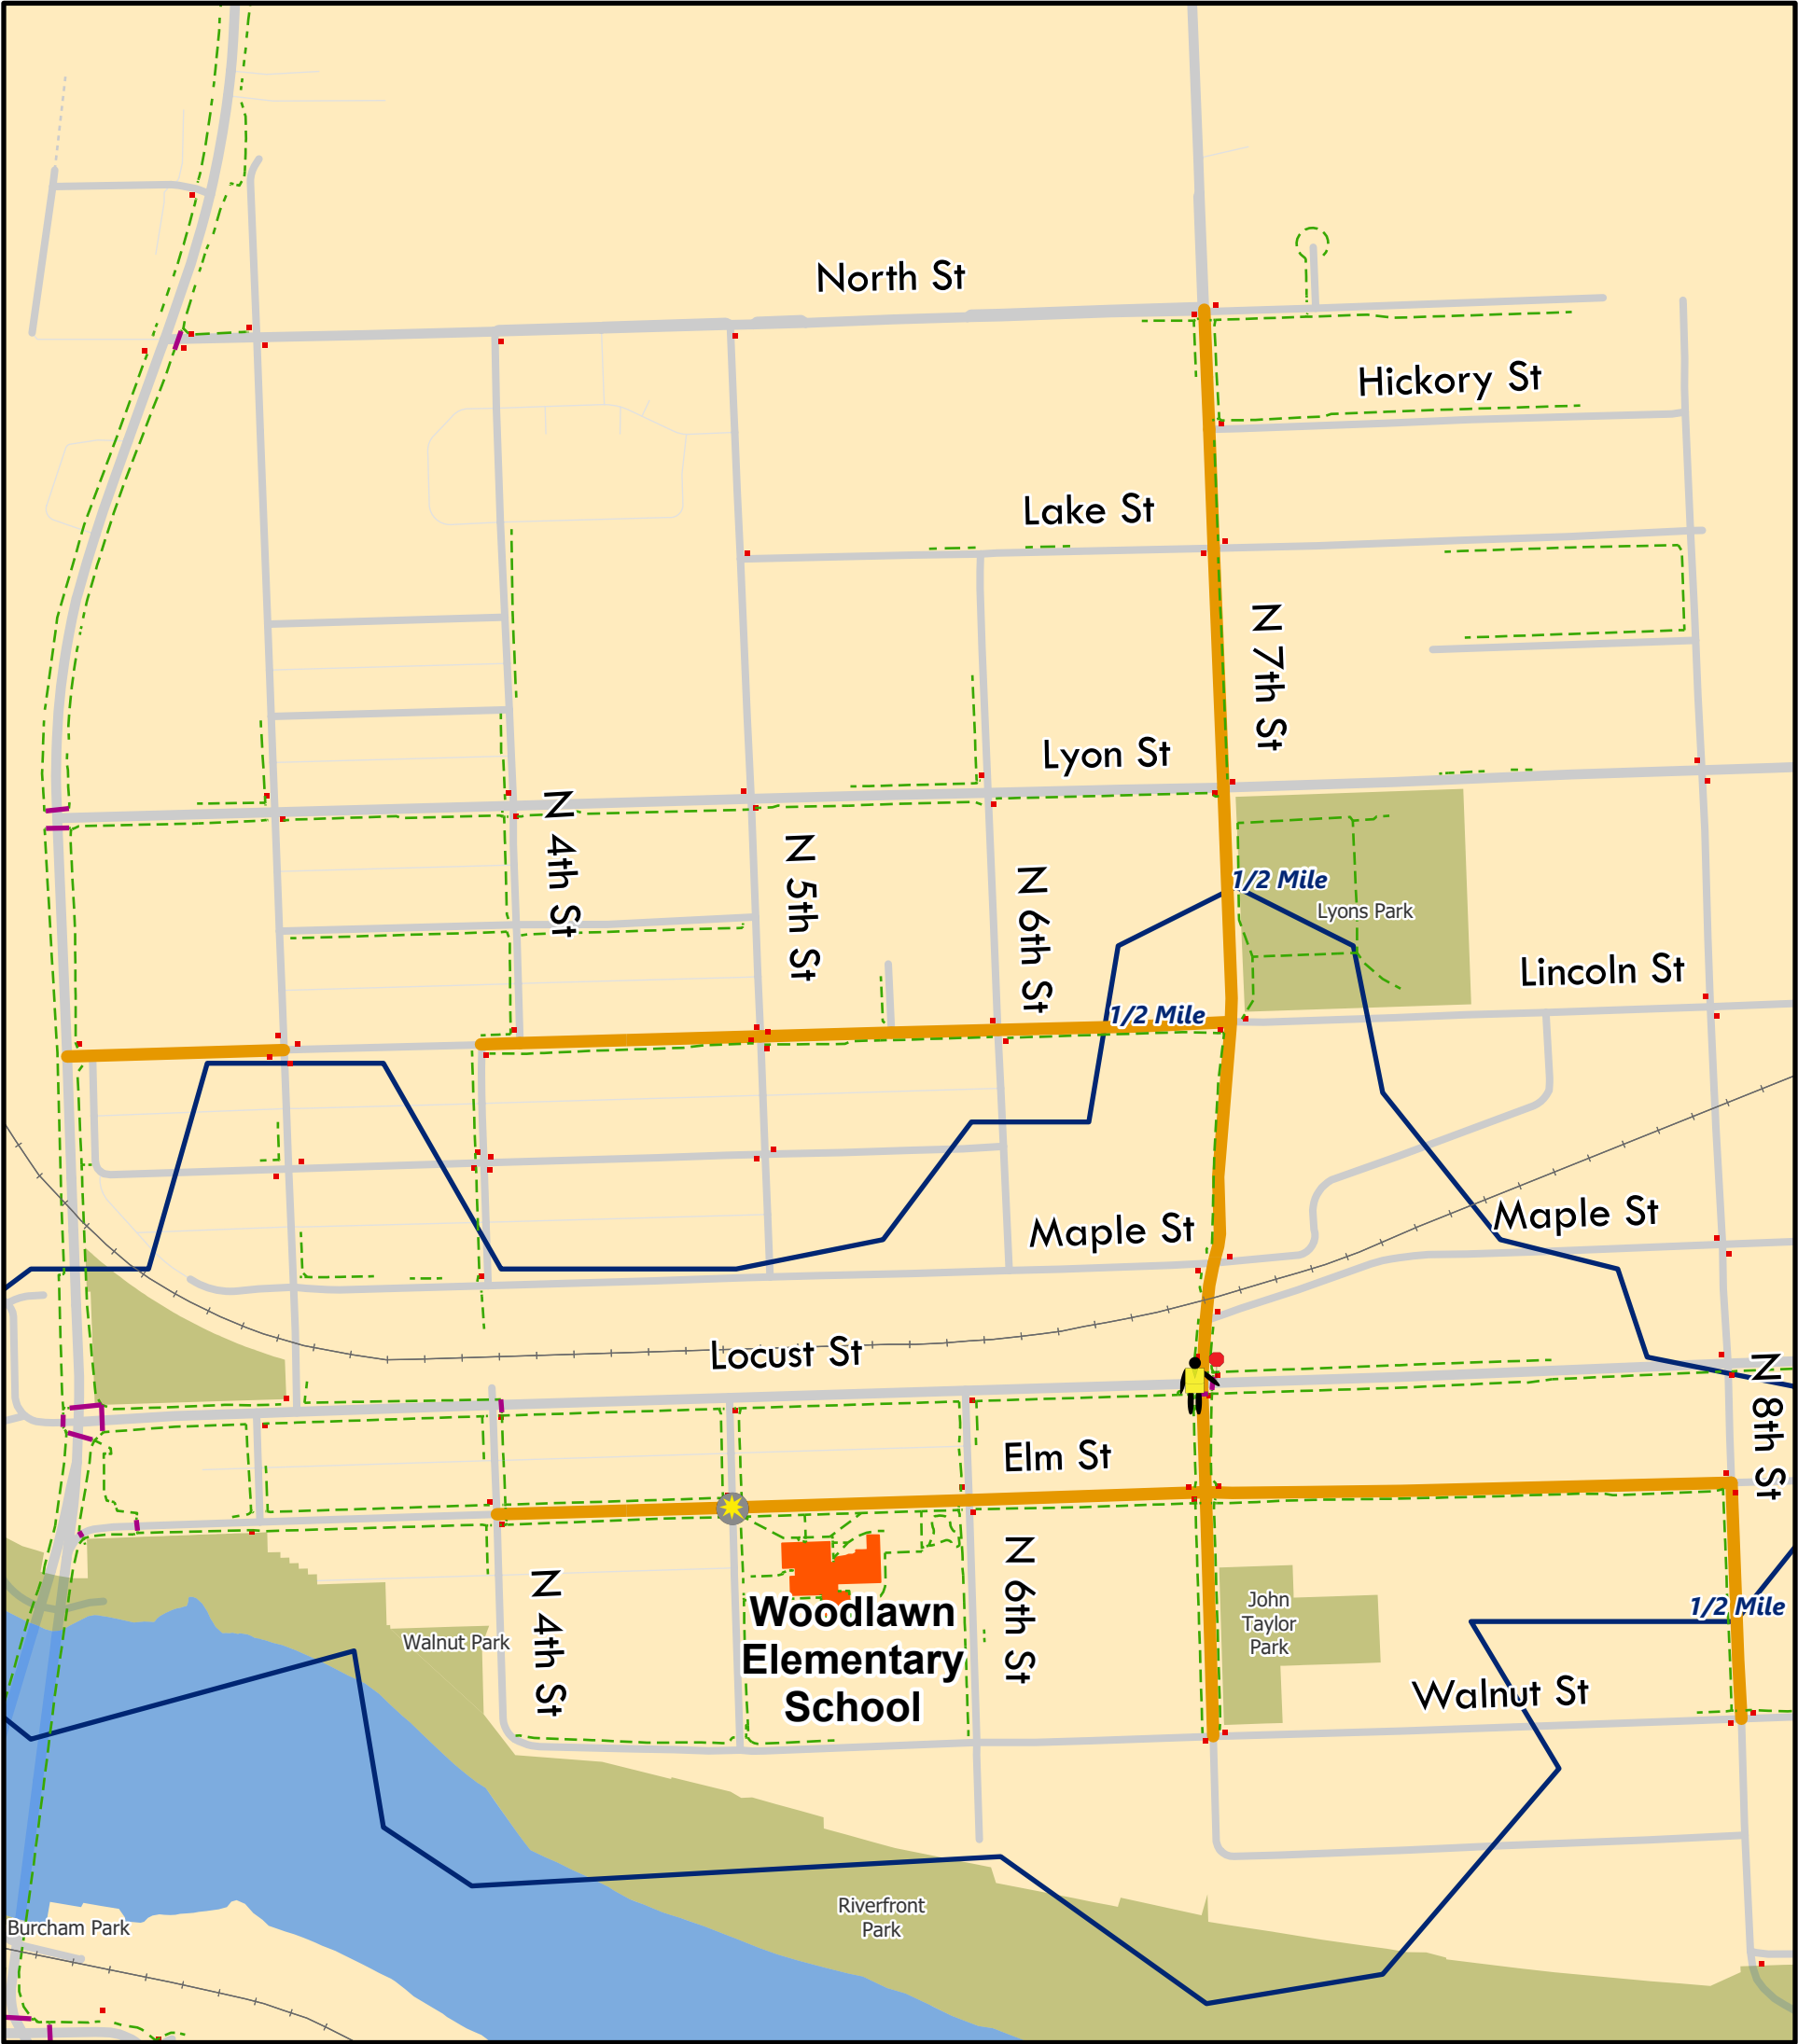 North St
Hickory St
Lake St
N 7th St
Lyon St
N 4th St
N 5th St
N 6th St
1/2 Mile
Lyons Park
Lincoln St
1/2 Mile
Maple St
Maple St
Locust St
N 8th St
Elm St
N 4th St
N 6th St
Woodlawn
Elementary
School
Walnut Park
John
Taylor
Park
1/2 Mile
Walnut St
Riverfront
Park
Burcham Park